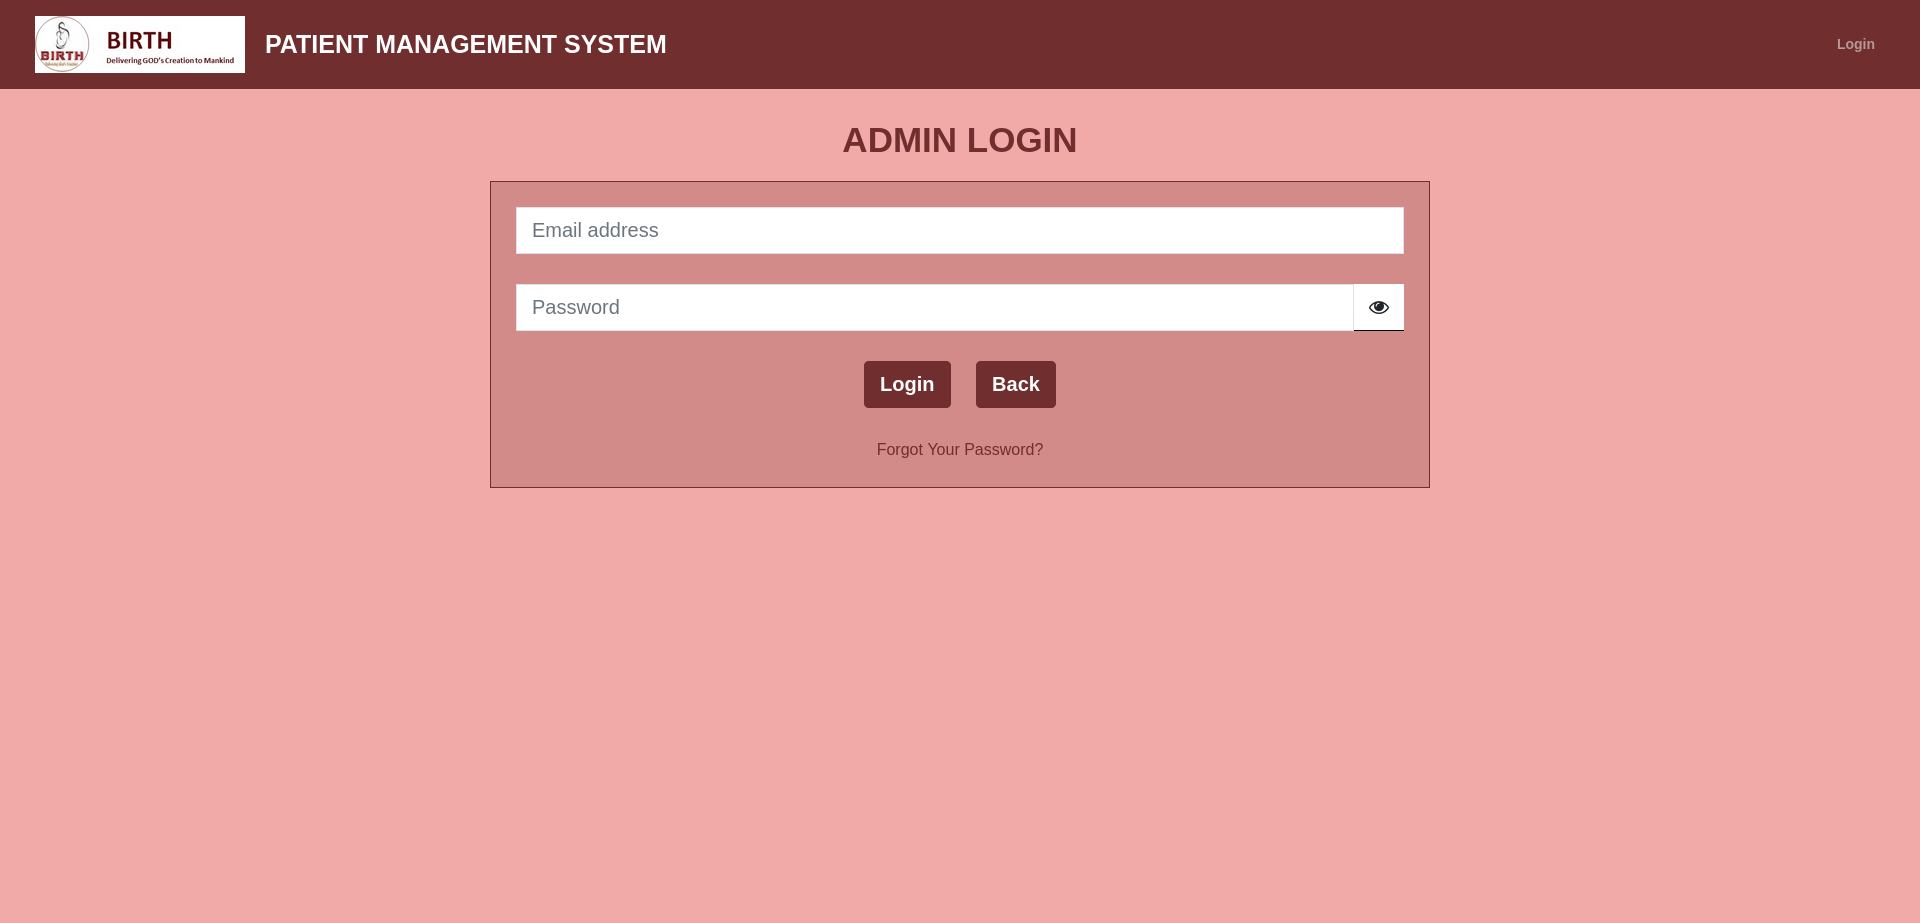 BIRTH
BIRTH
Delivering GOD's Creation to Mankind
PATIENT MANAGEMENT SYSTEM
Login
ADMIN LOGIN
Email address
Password
Login
Back
Forgot Your Password?